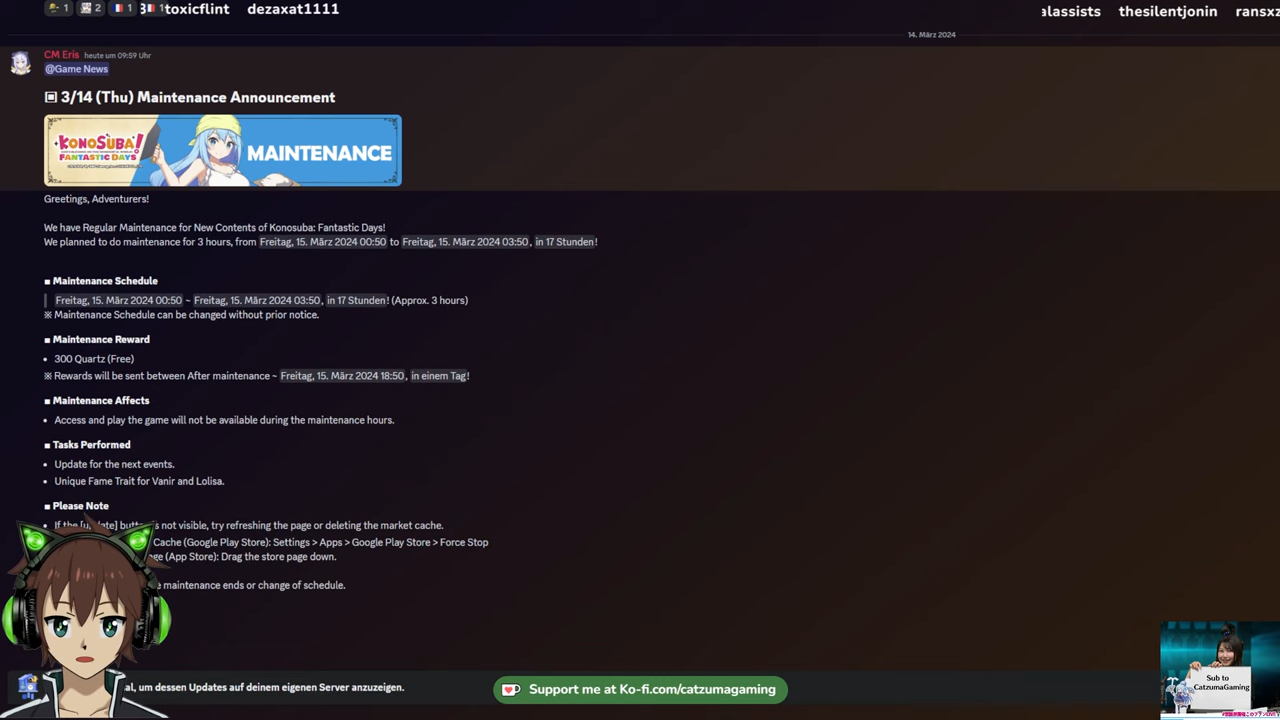 1 2 1 1 toxicflint dezaxat1111
alassists thesilentjonin ransxz
14. März 2024
CM Eris heute um 09:59 Uhr
@Game News
▣ 3/14 (Thu) Maintenance Announcement
KONOSUBA!
FANTASTIC DAYS
MAINTENANCE
Greetings, Adventurers!
We have Regular Maintenance for New Contents of Konosuba: Fantastic Days!
We planned to do maintenance for 3 hours, from Freitag, 15. März 2024 00:50 to Freitag, 15. März 2024 03:50, in 17 Stunden!
■ Maintenance Schedule
Freitag, 15. März 2024 00:50 ~ Freitag, 15. März 2024 03:50, in 17 Stunden! (Approx. 3 hours)
※ Maintenance Schedule can be changed without prior notice.
■ Maintenance Reward
• 300 Quartz (Free)
※ Rewards will be sent between After maintenance ~ Freitag, 15. März 2024 18:50, in einem Tag!
■ Maintenance Affects
• Access and play the game will not be available during the maintenance hours.
■ Tasks Performed
• Update for the next events.
• Unique Fame Trait for Vanir and Lolisa.
■ Please Note
• If the is not visible, try refreshing the page or deleting the market cache.
Cache (Google Play Store): Settings > Apps > Google Play Store > Force Stop
(App Store): Drag the store page down.
maintenance ends or change of schedule.
um dessen Updates auf deinem eigenen Server anzuzeigen.
Support me at Ko-fi.com/catzumagaming
Sub to
CatzumaGaming